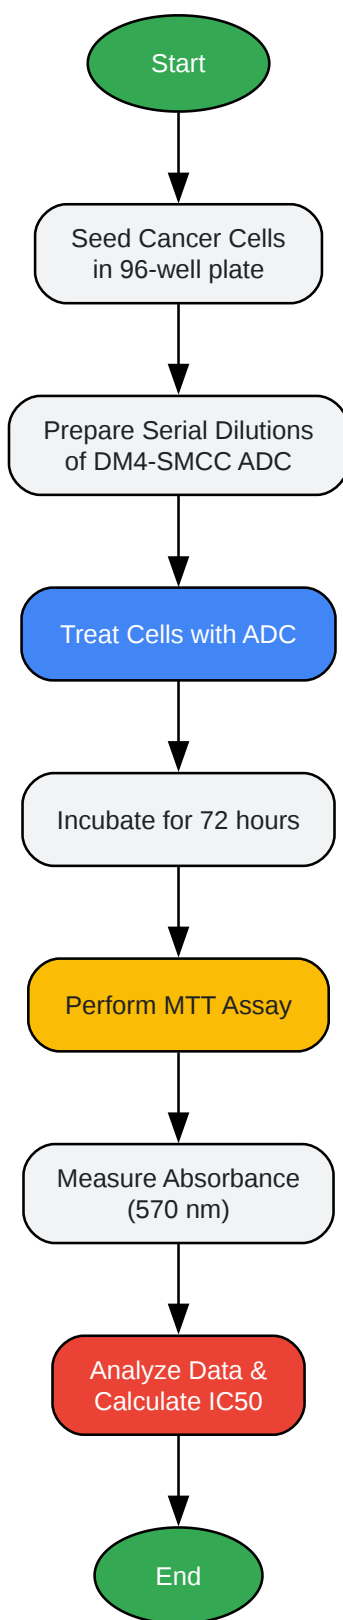 Start
Seed Cancer Cells
in 96-well plate
Prepare Serial Dilutions
of DM4-SMCC ADC
Treat Cells with ADC
Incubate for 72 hours
Perform MTT Assay
Measure Absorbance
(570 nm)
Analyze Data &
Calculate IC50
End